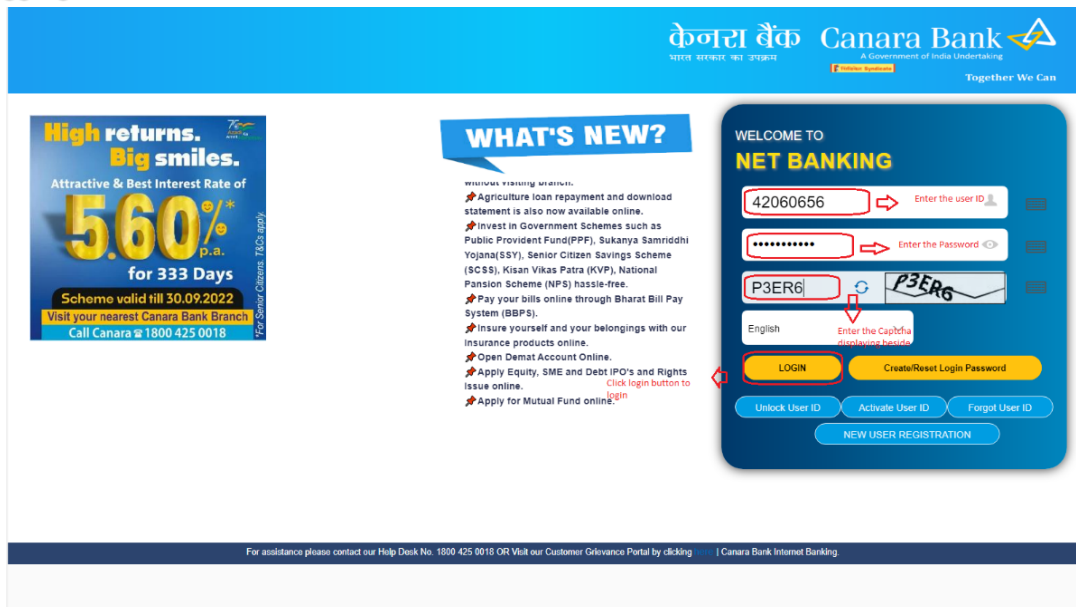 केनरा बैंक Canara Bank
भारत सरकार का उपक्रम A Government of India Undertaking
Syndicate
Together We Can
High returns.
Big smiles.
Attractive & Best Interest Rate of
5.60%*
p.a.
for 333 Days
Scheme valid till 30.09.2022
Visit your nearest Canara Bank Branch
Call Canara ☎ 1800 425 0018
*For Senior Citizens. T&Cs apply.
WHAT'S NEW?
without visiting branch.
Agriculture loan repayment and download
statement is also now available online.
Invest in Government Schemes such as
Public Provident Fund(PPF), Sukanya Samriddhi
Yojana(SSY), Senior Citizen Savings Scheme
(SCSS), Kisan Vikas Patra (KVP), National
Pansion Scheme (NPS) hassle-free.
Pay your bills online through Bharat Bill Pay
System (BBPS).
Insure yourself and your belongings with our
insurance products online.
Open Demat Account Online.
Apply Equity, SME and Debt IPO's and Rights
Issue online.
Apply for Mutual Fund online.
Click login button to
login
WELCOME TO
NET BANKING
42060656 Enter the user ID
••••••••••• Enter the Password
P3ER6 P3ER6
English
Enter the Captcha
displaying beside
LOGIN Create/Reset Login Password
Unlock User ID Activate User ID Forgot User ID
NEW USER REGISTRATION
For assistance please contact our Help Desk No. 1800 425 0018 OR Visit our Customer Grievance Portal by clicking here | Canara Bank Internet Banking.